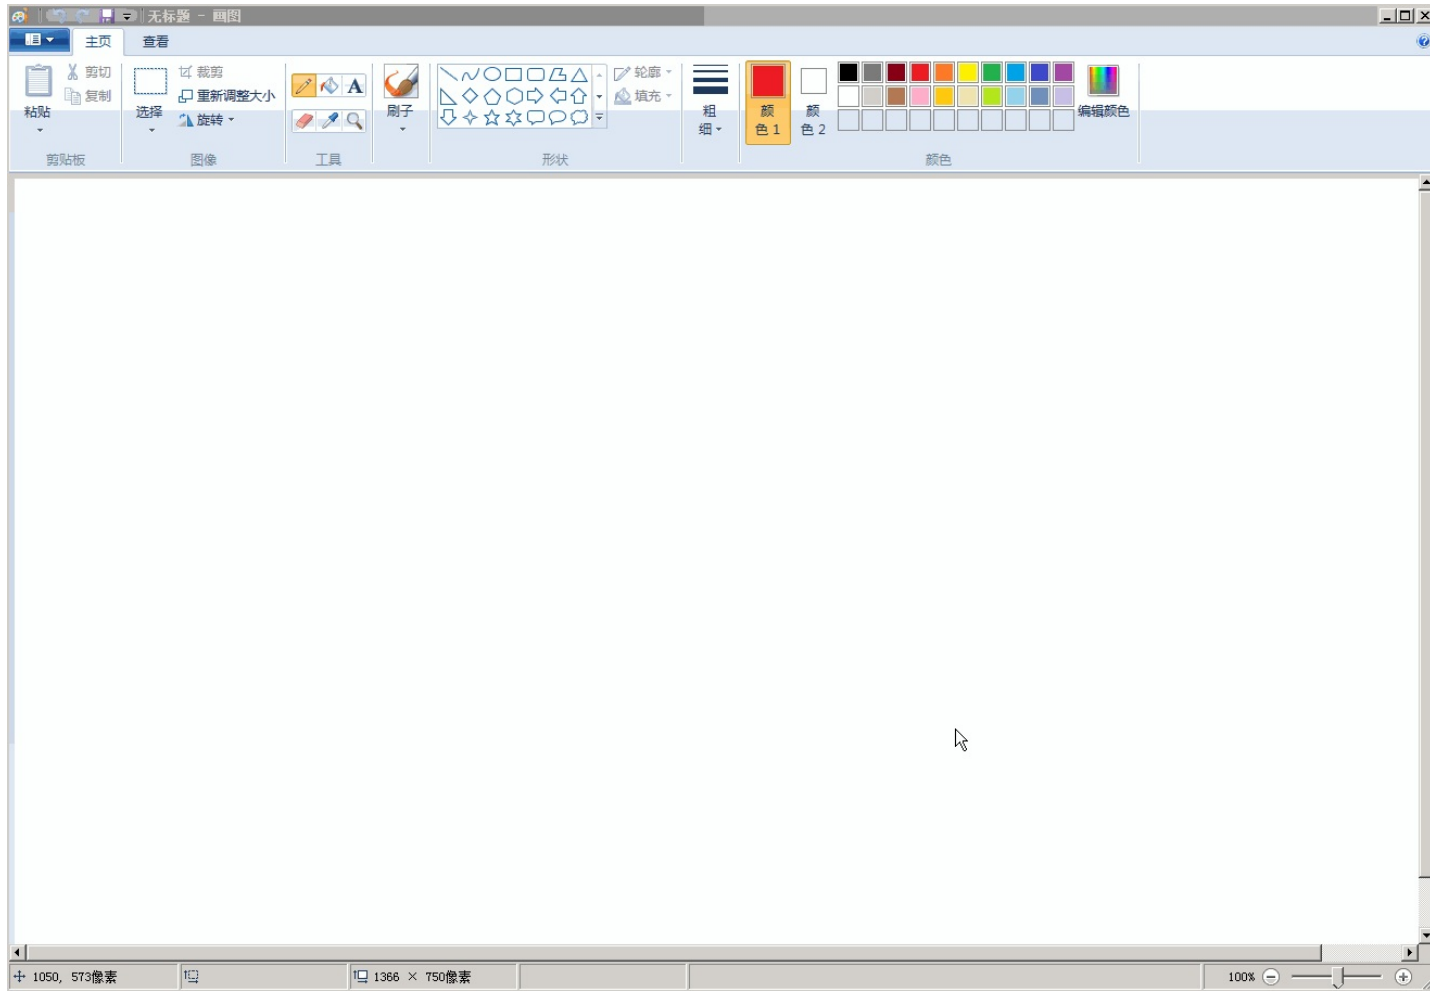 无标题 - 画图
主页 查看
剪切 复制 粘贴
剪贴板
裁剪 重新调整大小 旋转 选择
图像
A
工具
刷子
轮廓 填充
形状
粗细
颜色 1
颜色 2
编辑颜色
颜色
1050, 573像素
1366 × 750像素
100%